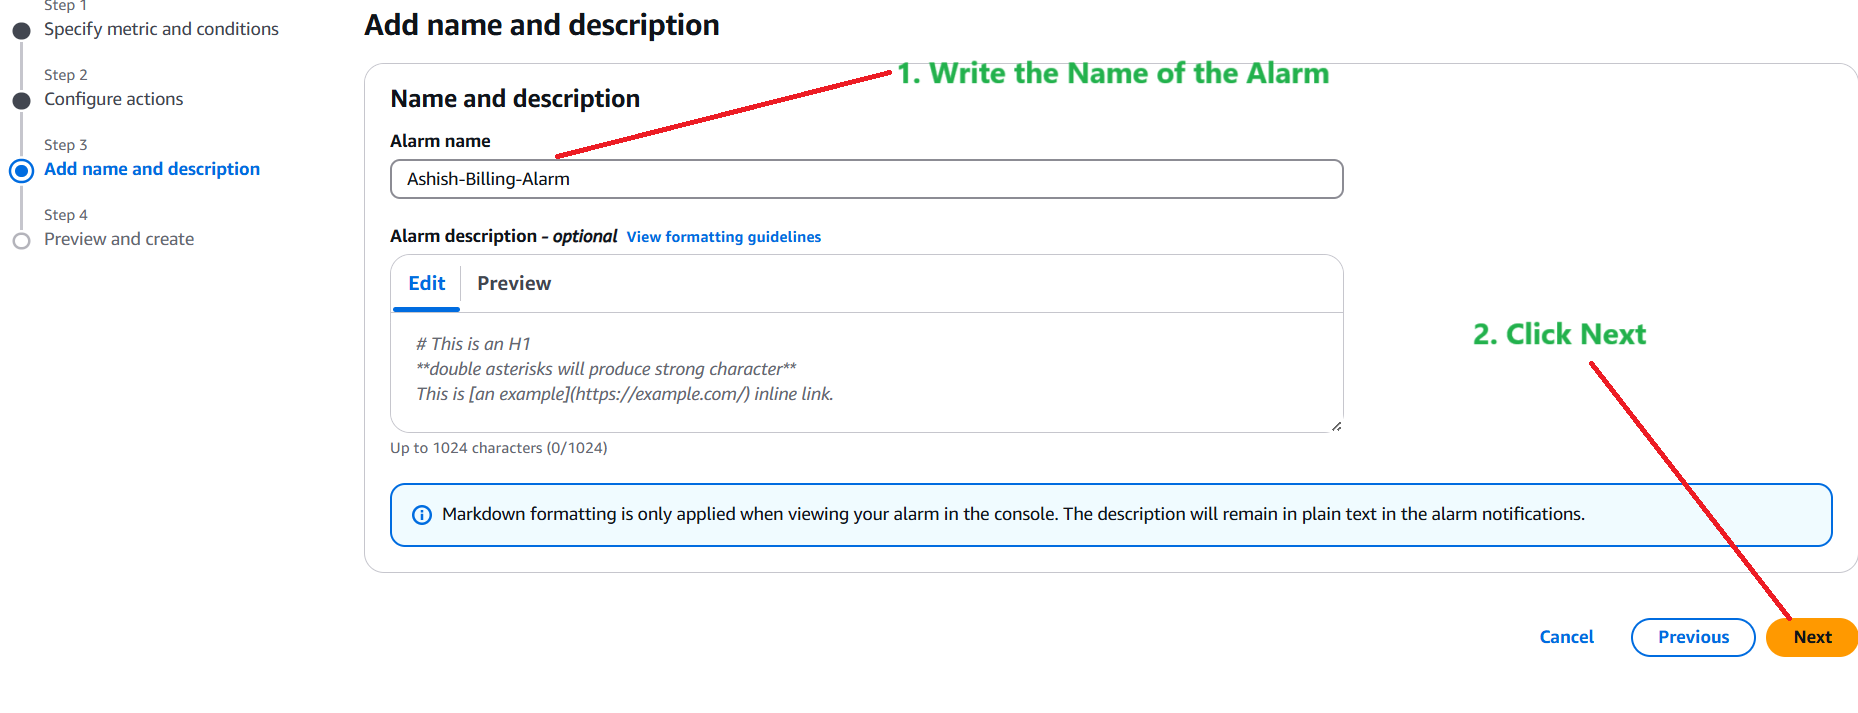 Step 1
Specify metric and conditions
Step 2
Configure actions
Step 3
Add name and description
Step 4
Preview and create
Add name and description
1. Write the Name of the Alarm
Name and description
Alarm name
Ashish-Billing-Alarm
Alarm description - optional View formatting guidelines
Edit Preview
# This is an H1
**double asterisks will produce strong character**
This is [an example](https://example.com/) inline link.
Up to 1024 characters (0/1024)
2. Click Next
Markdown formatting is only applied when viewing your alarm in the console. The description will remain in plain text in the alarm notifications.
Cancel Previous Next